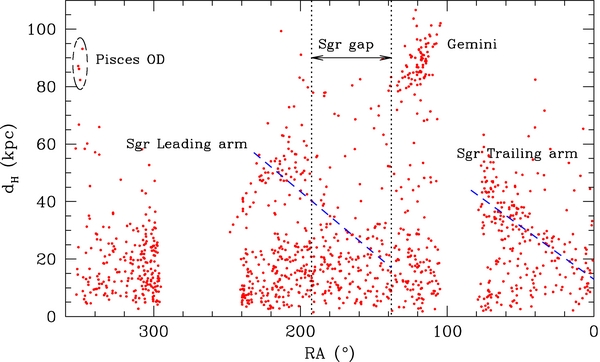 100
80
60
40
20
0
d_H (kpc)
Pisces OD
Sgr gap
Gemini
Sgr Leading arm
Sgr Trailing arm
300
200
100
0
RA (°)